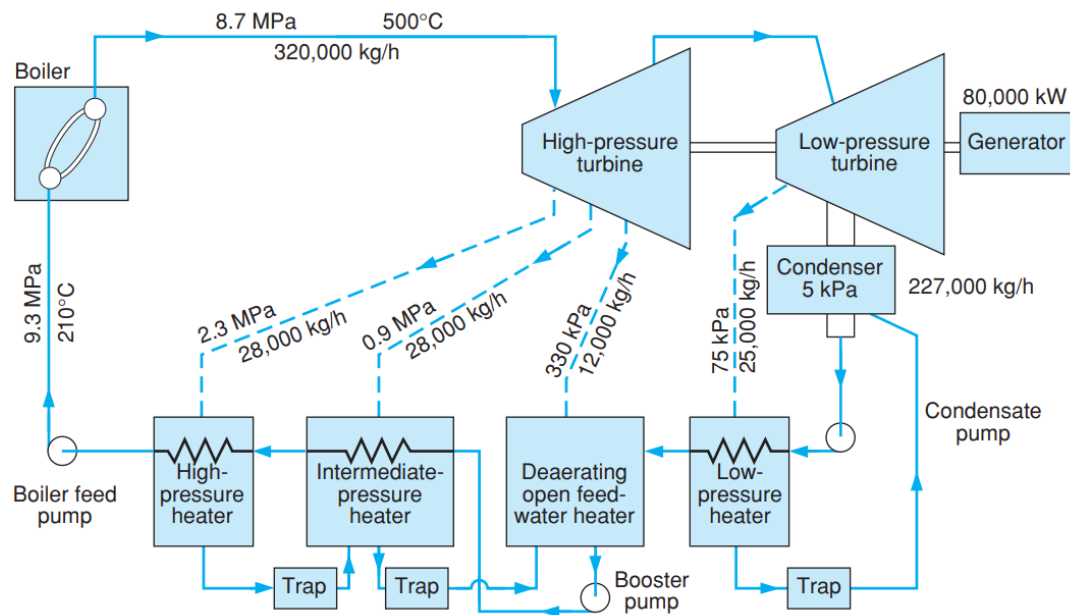 8.7 MPa
500°C
320,000 kg/h
Boiler
High-pressure
turbine
Low-pressure
turbine
80,000 kW
Generator
Condenser
5 kPa
227,000 kg/h
9.3 MPa
210°C
2.3 MPa
28,000 kg/h
0.9 MPa
28,000 kg/h
330 kPa
12,000 kg/h
75 kPa
25,000 kg/h
Condensate
pump
High-
pressure
heater
Intermediate-
pressure
heater
Deaerating
open feed-
water heater
Low-
pressure
heater
Boiler feed
pump
Trap
Trap
Booster
pump
Trap